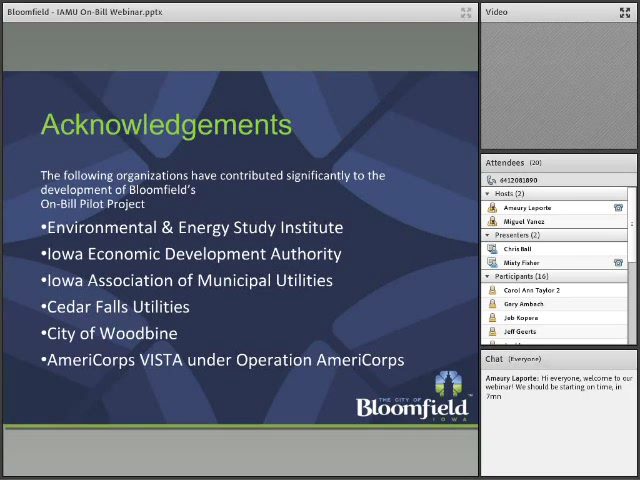 Bloomfield - IAMU On-Bill Webinar.pptx
Acknowledgements
The following organizations have contributed significantly to the
development of Bloomfield's
On-Bill Pilot Project
•Environmental & Energy Study Institute
•Iowa Economic Development Authority
•Iowa Association of Municipal Utilities
•Cedar Falls Utilities
•City of Woodbine
•AmeriCorps VISTA under Operation AmeriCorps
THE CITY OF
Bloomfield
IOWA
Video
Attendees (20)
6412081890
Hosts (2)
Amaury Laporte
Miguel Yanez
Presenters (2)
Chris Ball
Misty Fisher
Participants (16)
Carol Ann Taylor 2
Gary Ambach
Jeb Kopera
Jeff Geerts
Chat (Everyone)
Amaury Laporte: Hi everyone, welcome to our
webinar! We should be starting on time, in
7mn